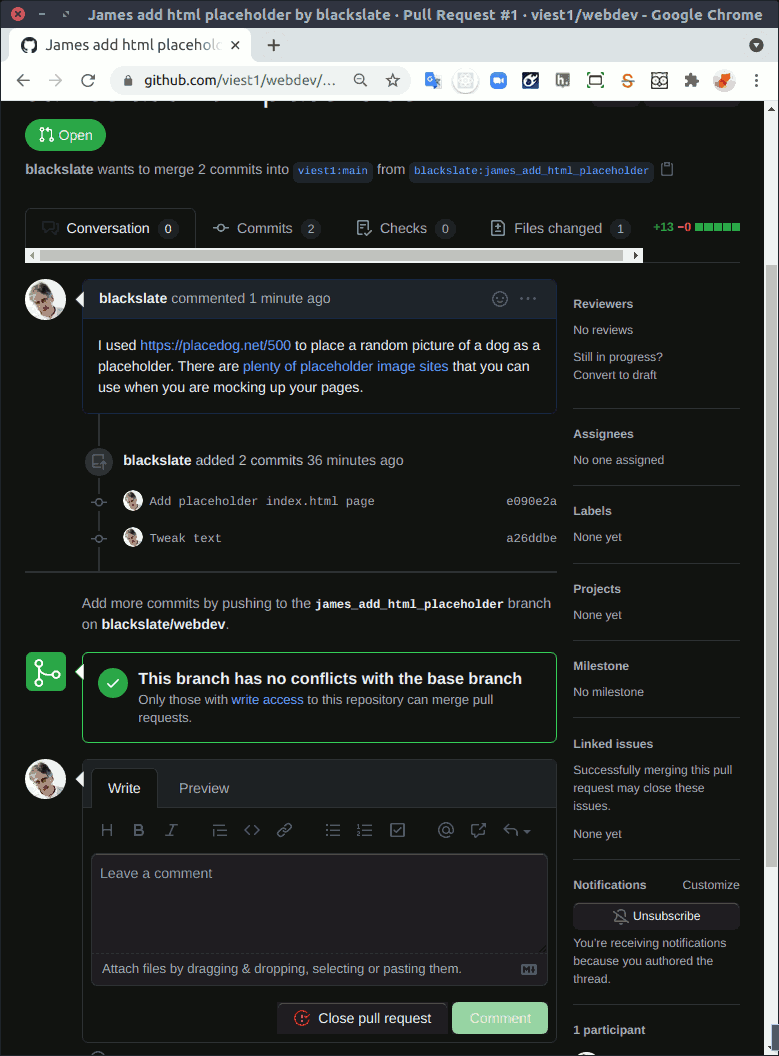 James add html placeholder by blackslate · Pull Request #1 · viest1/webdev - Google Chrome
James add html placehol
github.com/viest1/webdev/…
Open
blackslate wants to merge 2 commits into viest1:main from blackslate:james_add_html_placeholder
Conversation 0 Commits 2 Checks 0 Files changed 1 +13 −0
blackslate commented 1 minute ago
I used https://placedog.net/500 to place a random picture of a dog as a
placeholder. There are plenty of placeholder image sites that you can
use when you are mocking up your pages.
blackslate added 2 commits 36 minutes ago
Add placeholder index.html page e090e2a
Tweak text a26ddbe
Add more commits by pushing to the james_add_html_placeholder branch
on blackslate/webdev.
This branch has no conflicts with the base branch
Only those with write access to this repository can merge pull
requests.
Write Preview
Leave a comment
Attach files by dragging & dropping, selecting or pasting them.
Close pull request Comment
Reviewers
No reviews
Still in progress?
Convert to draft
Assignees
No one assigned
Labels
None yet
Projects
None yet
Milestone
No milestone
Linked issues
Successfully merging this pull
request may close these
issues.
None yet
Notifications Customize
Unsubscribe
You're receiving notifications
because you authored the
thread.
1 participant